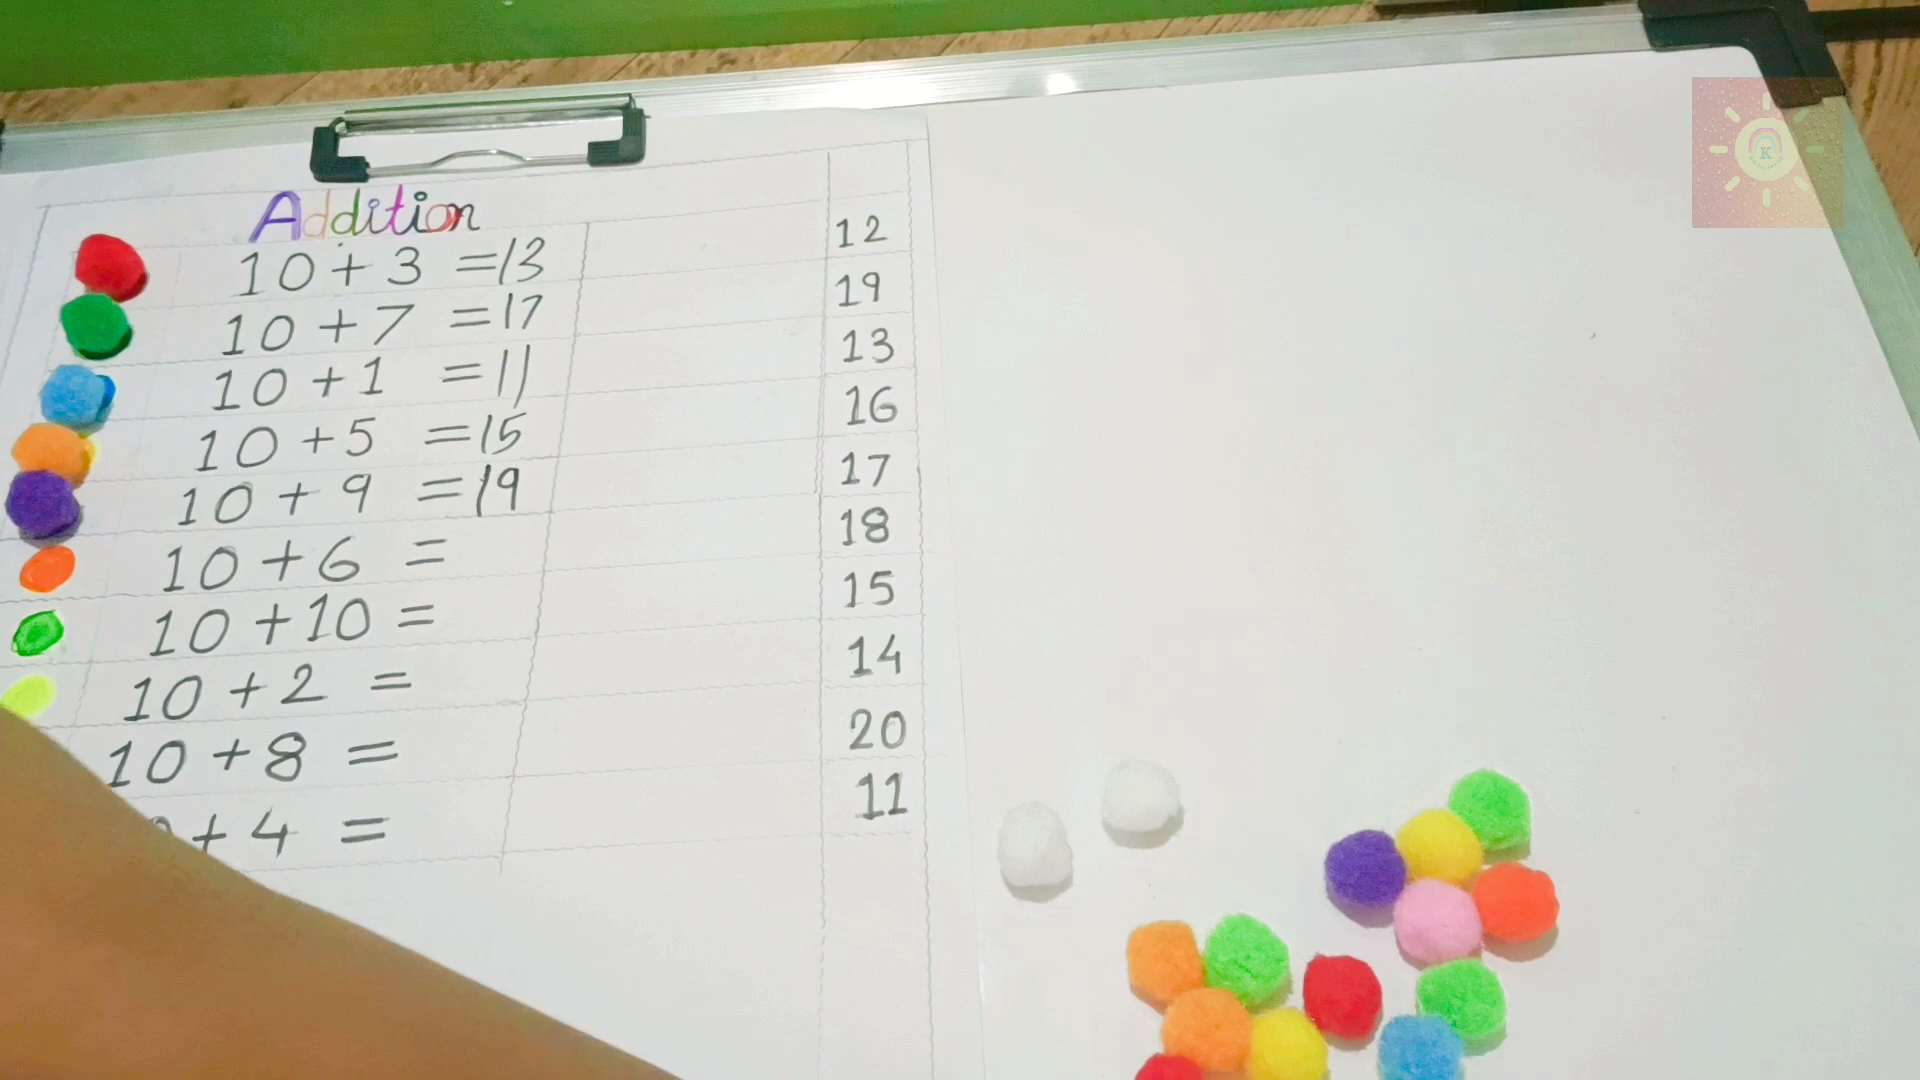 Addition
10 + 3 = 13
10 + 7 = 17
10 + 1 = 11
10 + 5 = 15
10 + 9 = 19
10 + 6 =
10 + 10 =
10 + 2 =
10 + 8 =
+ 4 =
12
19
13
16
17
18
15
14
20
11
K